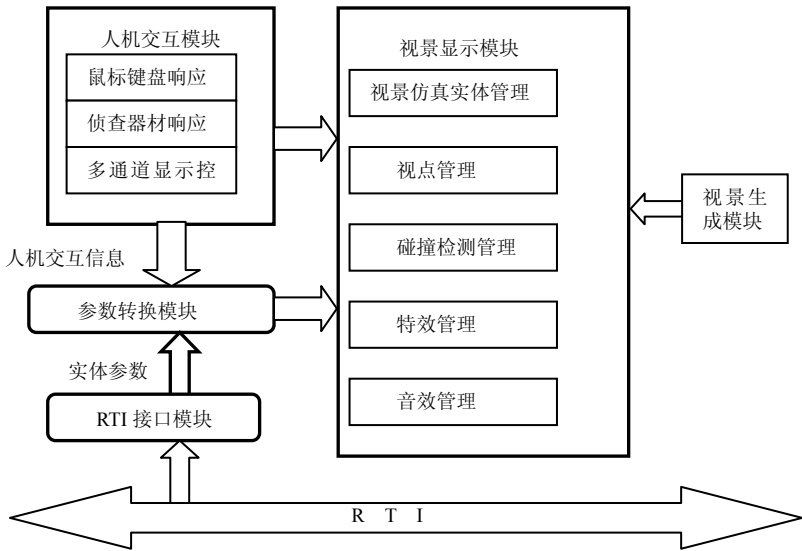 人机交互模块
鼠标键盘响应
侦查器材响应
多通道显示控
人机交互信息
参数转换模块
实体参数
RTI 接口模块
视景显示模块
视景仿真实体管理
视点管理
碰撞检测管理
特效管理
音效管理
视景生
成模块
R T I